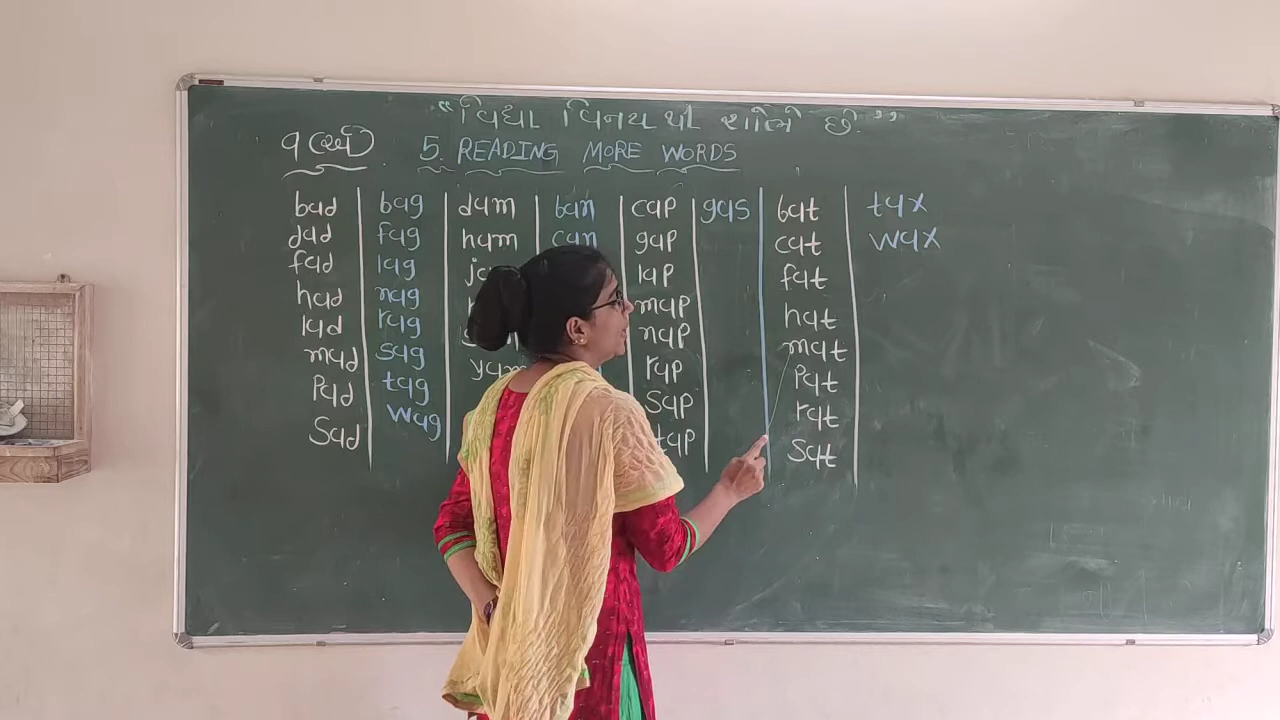 “વિદ્યા વિનય થી શોભે છે.”
5. READING MORE WORDS
bad bag dam ban cap gas bat tax
dad fag ham can gap cat wax
fad lag lap fat
had nag map hat
lad rag nap mat
mad sag yam rap pat
pad tag sap rat
sad wag tap sat